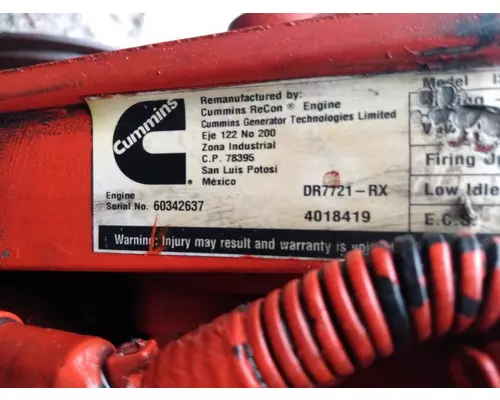 Cummins
Remanufactured by:
Cummins ReCon® Engine
Cummins Generator Technologies Limited
Eje 122 No 200
Zona Industrial
C.P. 78395
San Luis Potosi
México
Engine
Serial No. 60342637
DR7721-RX
4018419
Warning: Injury may result and warranty is
Model
Firing
Low Idle
E.C.S.